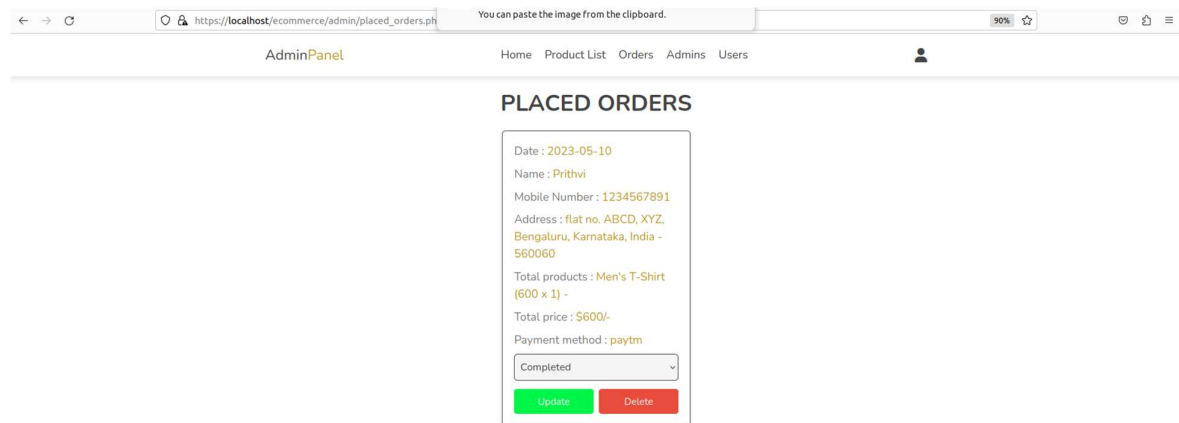 You can paste the image from the clipboard.
https://localhost/ecommerce/admin/placed_orders.ph
90%
AdminPanel
Home Product List Orders Admins Users
PLACED ORDERS
Date : 2023-05-10
Name : Prithvi
Mobile Number : 1234567891
Address : flat no. ABCD, XYZ,
Bengaluru, Karnataka, India -
560060
Total products : Men's T-Shirt
(600 x 1) -
Total price : $600/-
Payment method : paytm
Completed
Update Delete